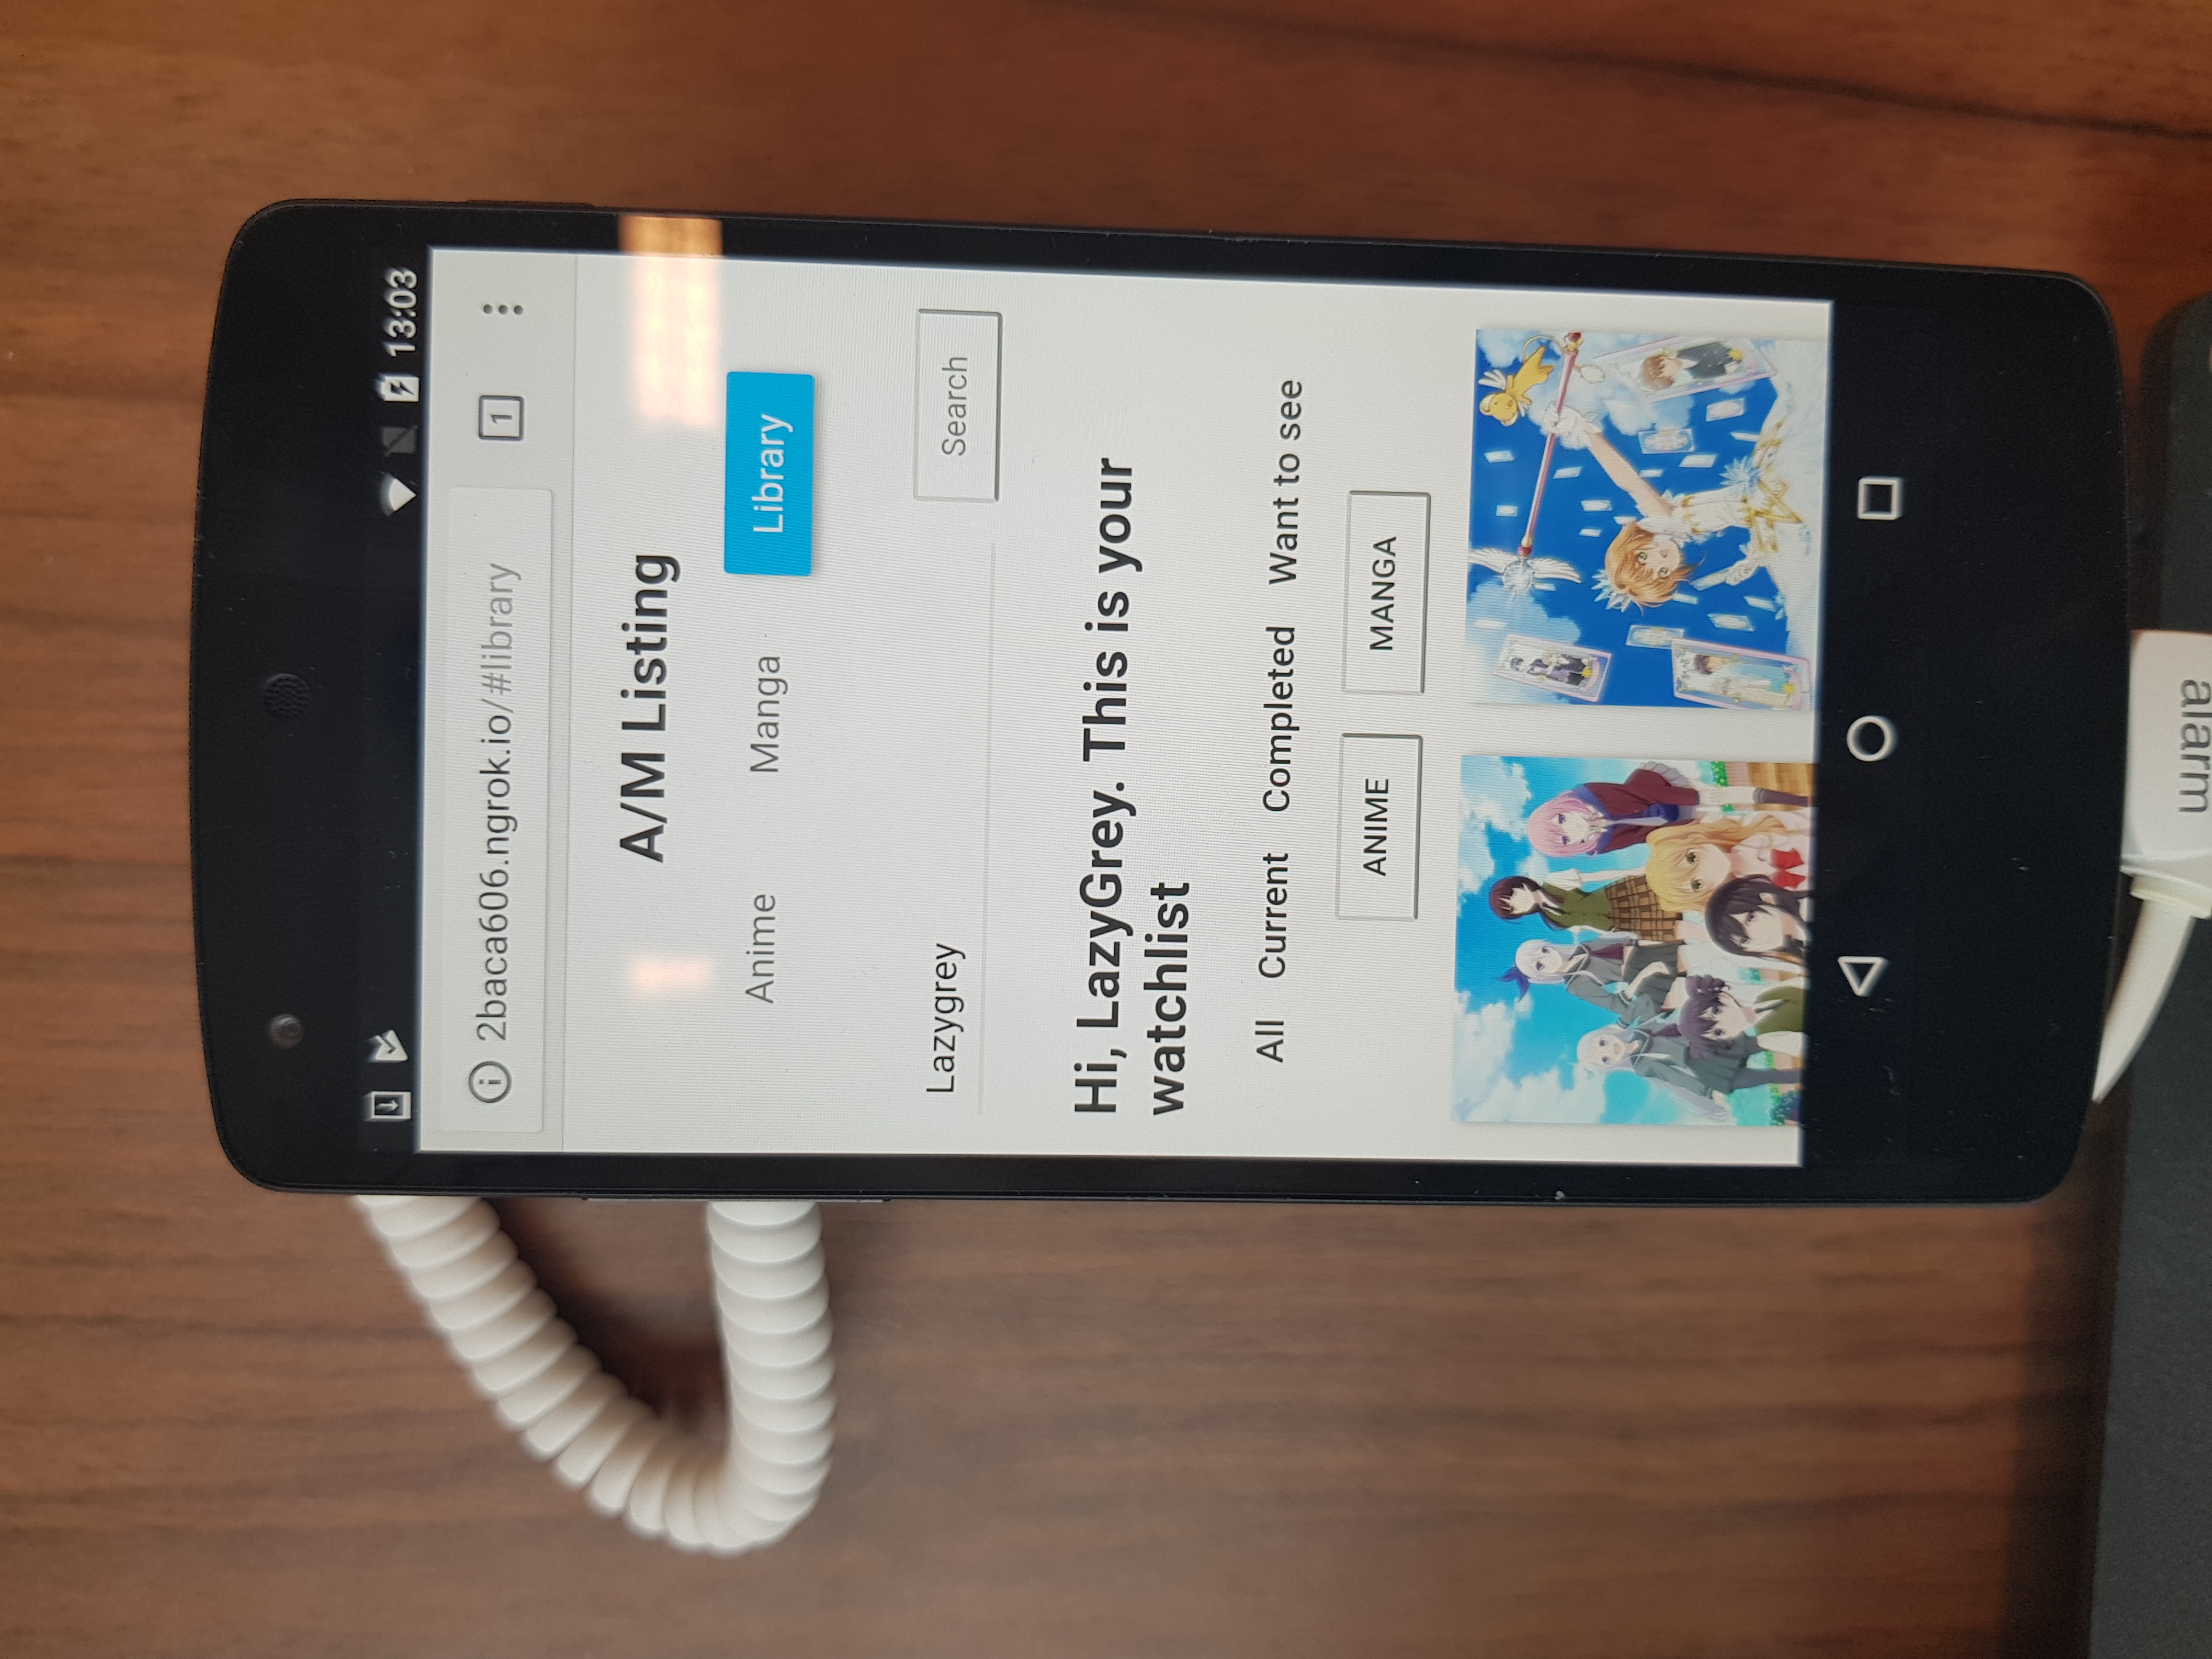 13:03
2baca606.ngrok.io/#library
1
A/M Listing
Anime Manga Library
Lazygrey Search
Hi, LazyGrey. This is your
watchlist
All Current Completed Want to see
ANIME MANGA
alarm